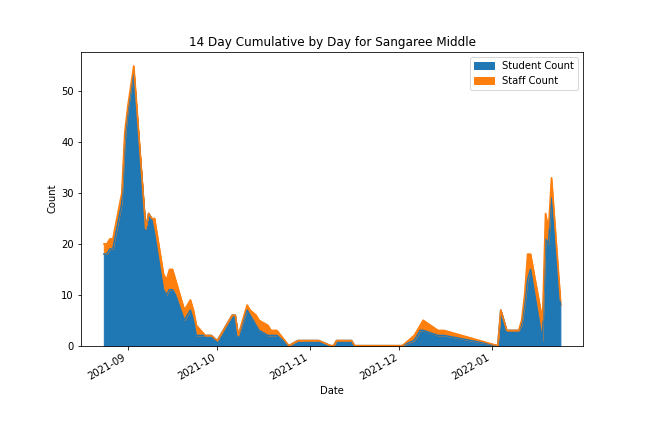 14 Day Cumulative by Day for Sangaree Middle
Student Count
Staff Count
50
40
30
20
10
0
Count
2021-09
2021-10
2021-11
2021-12
2022-01
Date